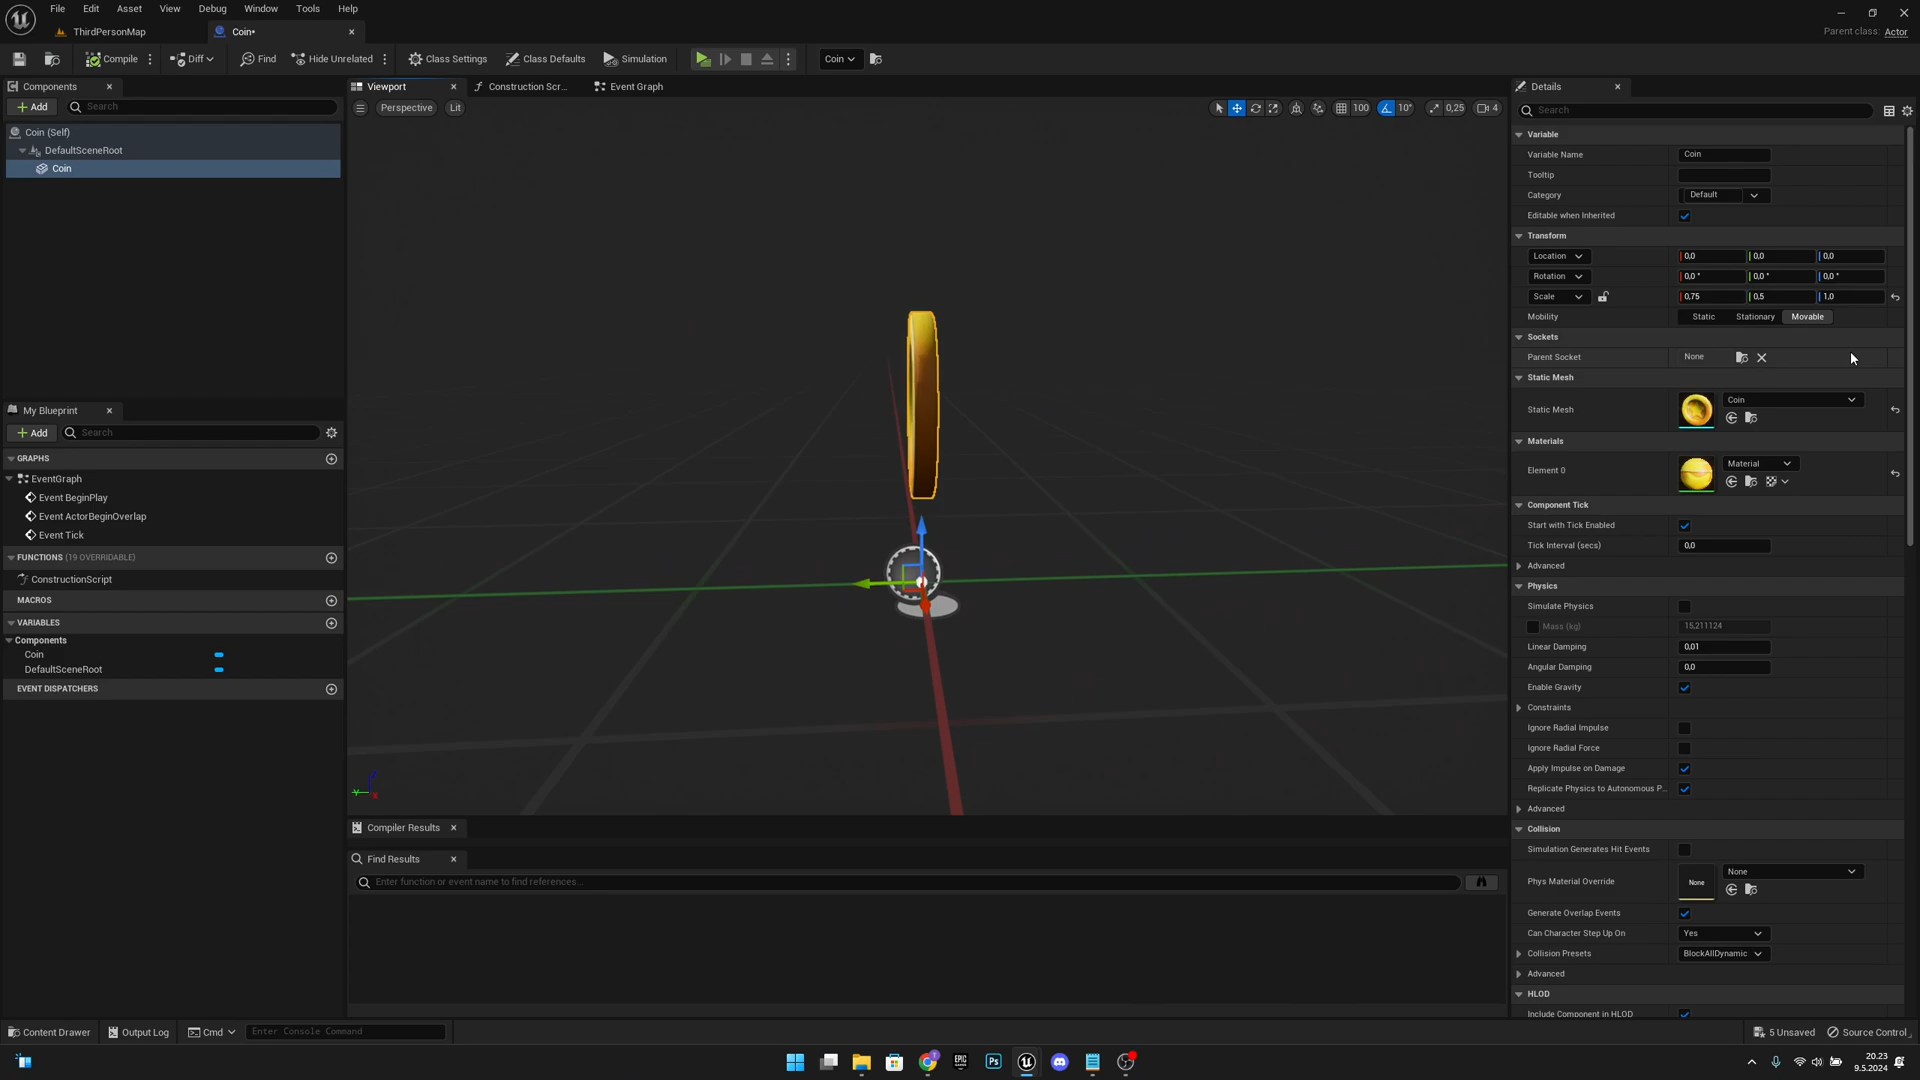 File Edit Asset View Debug Window Tools Help
ThirdPersonMap Coin*
Parent class: Actor
Compile Diff Find Hide Unrelated Class Settings Class Defaults Simulation Coin
Components
Add Search
Coin (Self)
DefaultSceneRoot
Coin
My Blueprint
Add Search
GRAPHS
EventGraph
Event BeginPlay
Event ActorBeginOverlap
Event Tick
FUNCTIONS (19 OVERRIDABLE)
ConstructionScript
MACROS
VARIABLES
Components
Coin
DefaultSceneRoot
EVENT DISPATCHERS
Viewport Construction Scr... Event Graph
Perspective Lit 100 10° 0,25 4
Compiler Results
Find Results
Enter function or event name to find references...
Details
Search
Variable
Variable Name Coin
Tooltip
Category Default
Editable when Inherited
Transform
Location 0,0 0,0 0,0
Rotation 0,0 ° 0,0 ° 0,0 °
Scale 0,75 0,5 1,0
Mobility Static Stationary Movable
Sockets
Parent Socket None
Static Mesh
Static Mesh Coin
Materials
Element 0 Material
Component Tick
Start with Tick Enabled
Tick Interval (secs) 0,0
Advanced
Physics
Simulate Physics
Mass (kg) 15,211124
Linear Damping 0,01
Angular Damping 0,0
Enable Gravity
Constraints
Ignore Radial Impulse
Ignore Radial Force
Apply Impulse on Damage
Replicate Physics to Autonomous P...
Advanced
Collision
Simulation Generates Hit Events
Phys Material Override None None
Generate Overlap Events
Can Character Step Up On Yes
Collision Presets BlockAllDynamic
Advanced
HLOD
Include Component in HLOD
Content Drawer Output Log Cmd Enter Console Command 5 Unsaved Source Control
EPIC GAMES Ps
20.23
9.5.2024